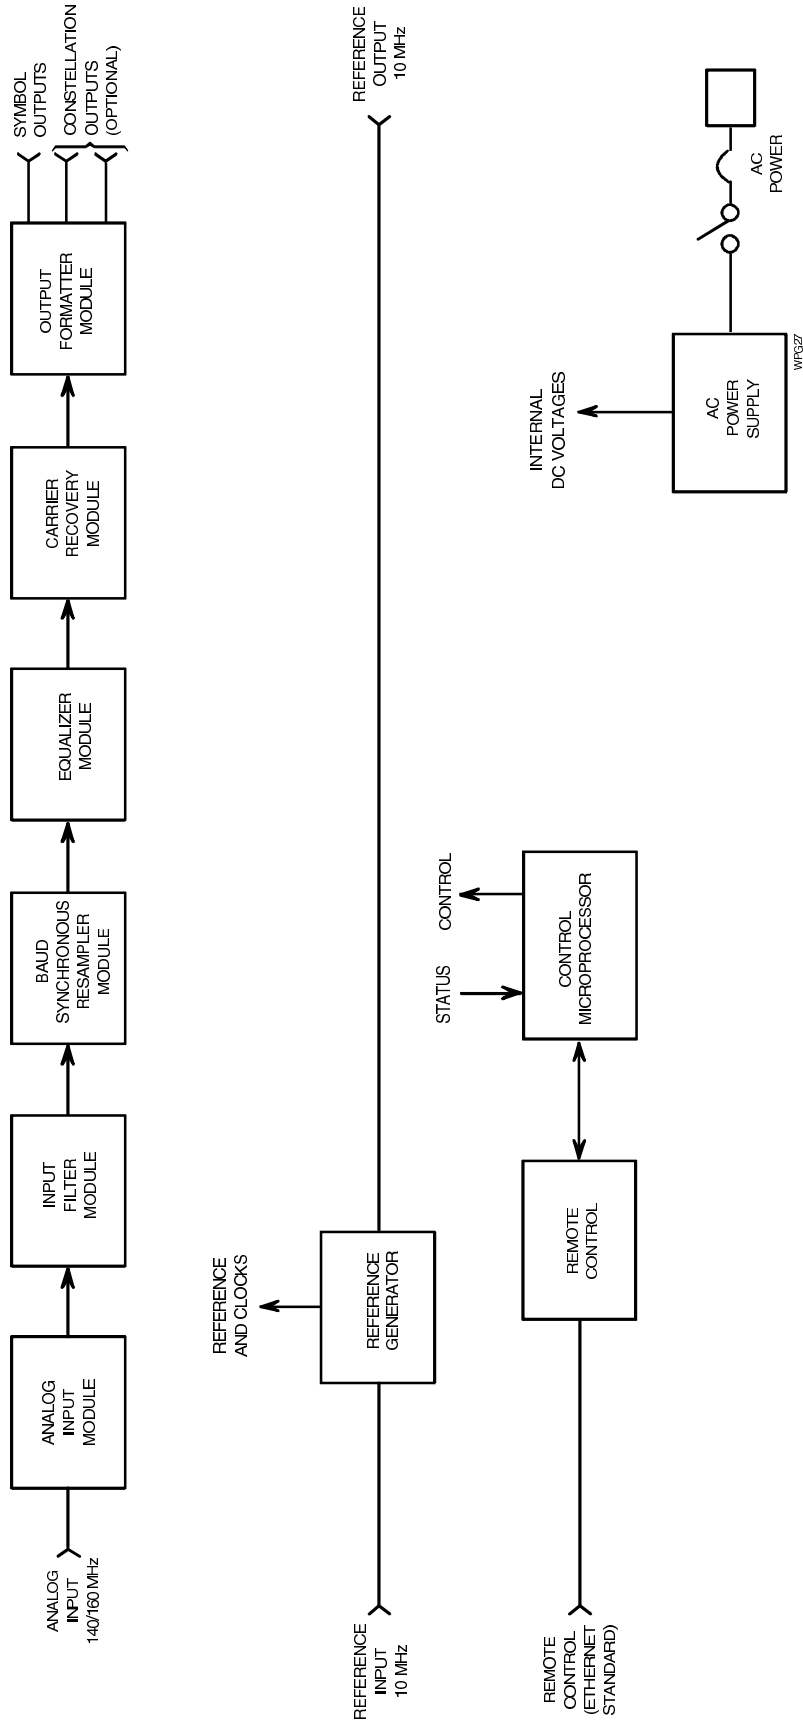 ANALOG
INPUT
140/160 MHz
ANALOG
INPUT
MODULE
INPUT
FILTER
MODULE
BAUD
SYNCHRONOUS
RESAMPLER
MODULE
EQUALIZER
MODULE
CARRIER
RECOVERY
MODULE
OUTPUT
FORMATTER
MODULE
SYMBOL
OUTPUTS
CONSTELLATION
OUTPUTS
(OPTIONAL)
REFERENCE
INPUT
10 MHz
REFERENCE
AND CLOCKS
REFERENCE
GENERATOR
REFERENCE
OUTPUT
10 MHz
REMOTE
CONTROL
(ETHERNET
STANDARD)
REMOTE
CONTROL
STATUS
CONTROL
CONTROL
MICROPROCESSOR
INTERNAL
DC VOLTAGES
AC
POWER
SUPPLY
AC
POWER
WPG27